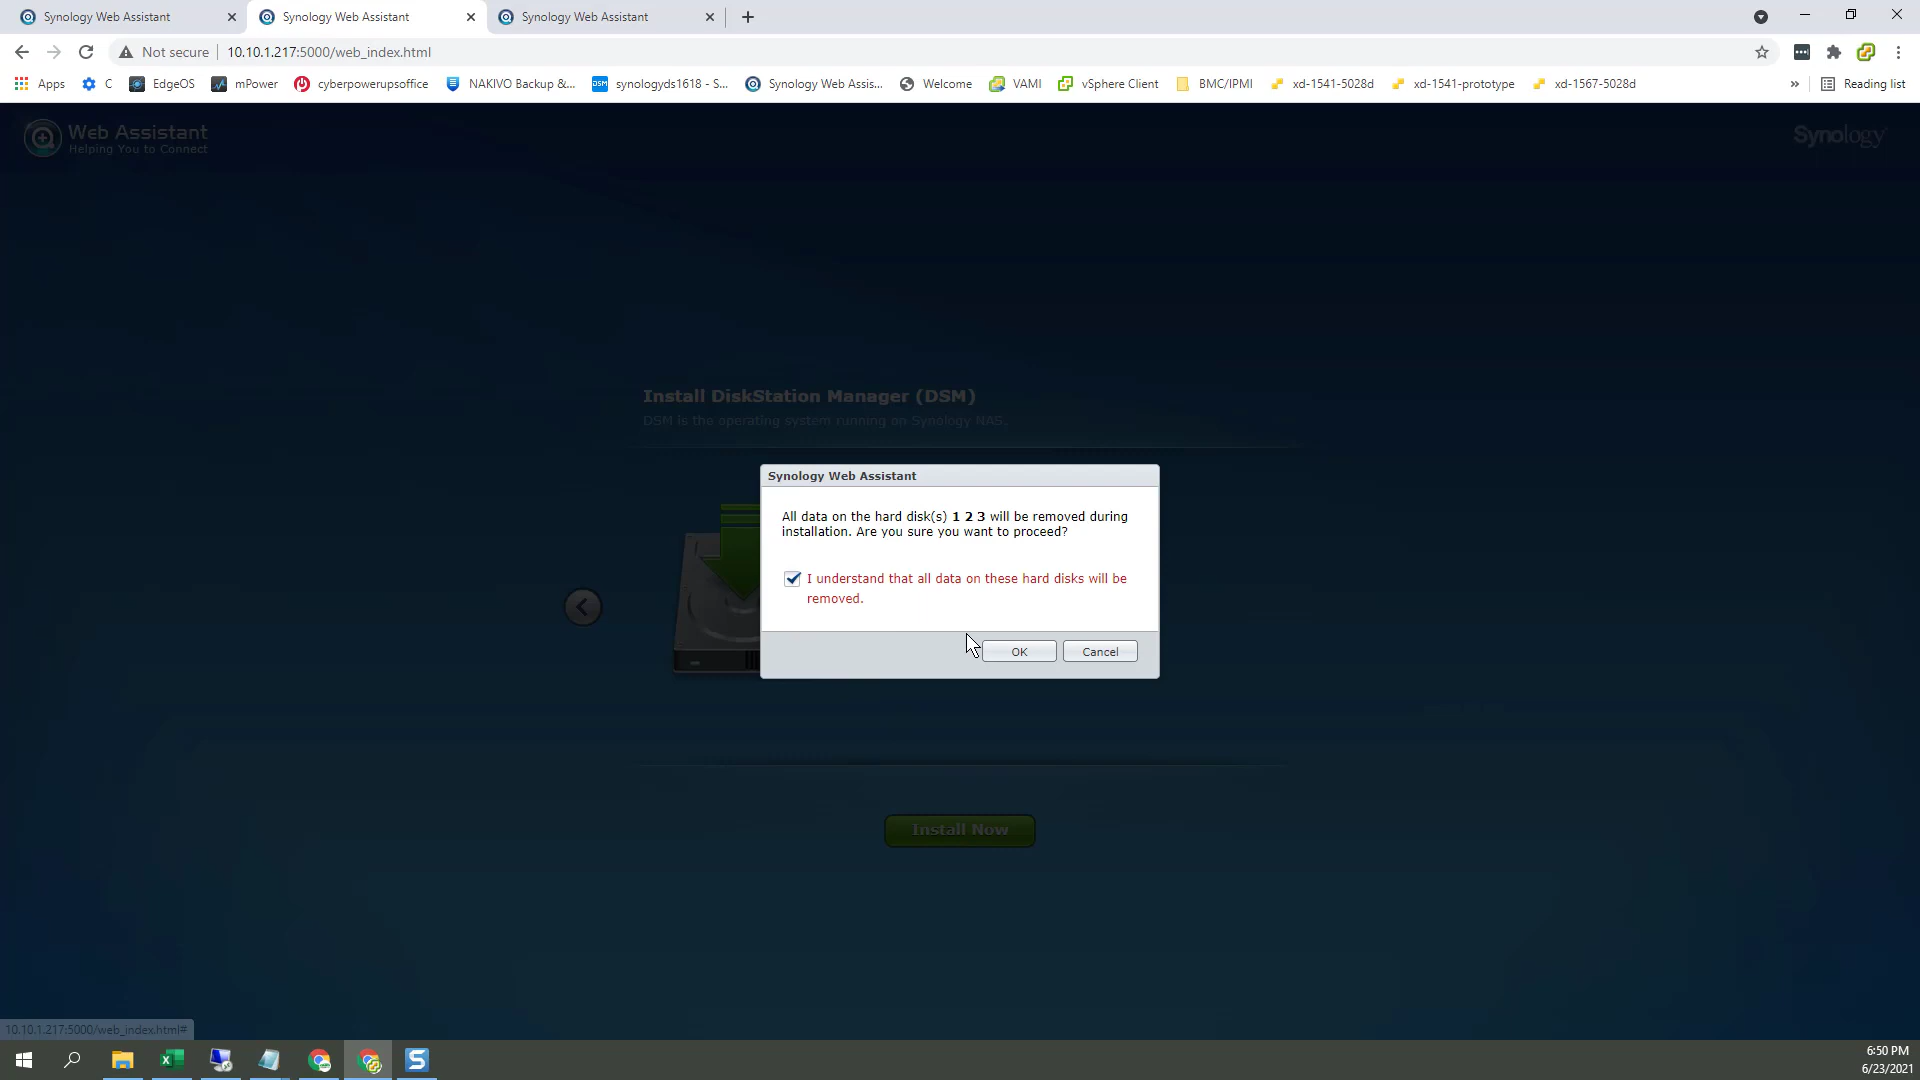 Synology Web Assistant
Synology Web Assistant
Synology Web Assistant
Not secure
10.10.1.217:5000/web_index.html
Apps
C
EdgeOS
mPower
cyberpowerupsoffice
NAKIVO Backup &...
DSM
synologyds1618 - S...
Synology Web Assis...
Welcome
VAMI
vSphere Client
BMC/IPMI
xd-1541-5028d
xd-1541-prototype
xd-1567-5028d
»
Reading list
Web Assistant
Helping You to Connect
Synology
Install DiskStation Manager (DSM)
DSM is the operating system running on Synology NAS.
Synology Web Assistant
All data on the hard disk(s) 1 2 3 will be removed during
installation. Are you sure you want to proceed?
I understand that all data on these hard disks will be
removed.
OK
Cancel
Install Now
10.10.1.217:5000/web_index.html#
6:50 PM
6/23/2021